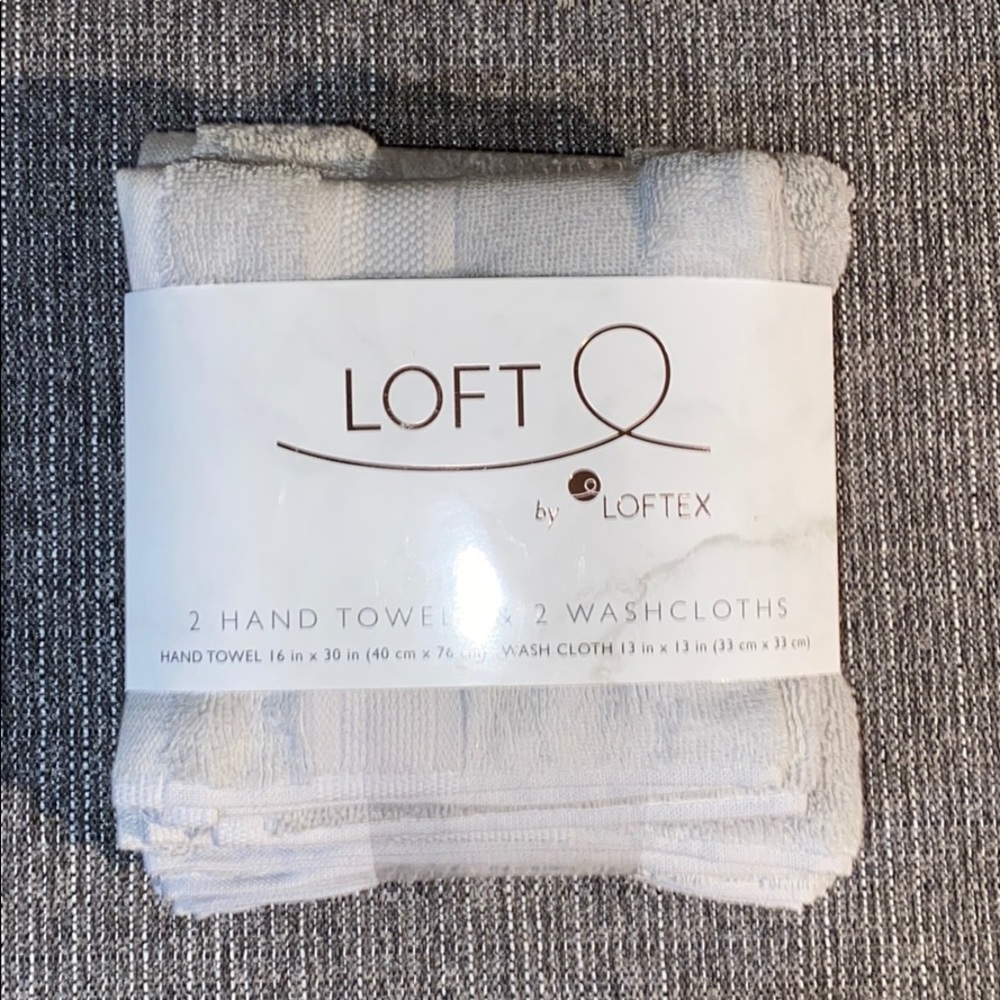 LOFT
by LOFTEX
2 HAND TOWEL & 2 WASHCLOTHS
HAND TOWEL 16 in x 30 in (40 cm x 76 cm) WASH CLOTH 13 in x 13 in (33 cm x 33 cm)